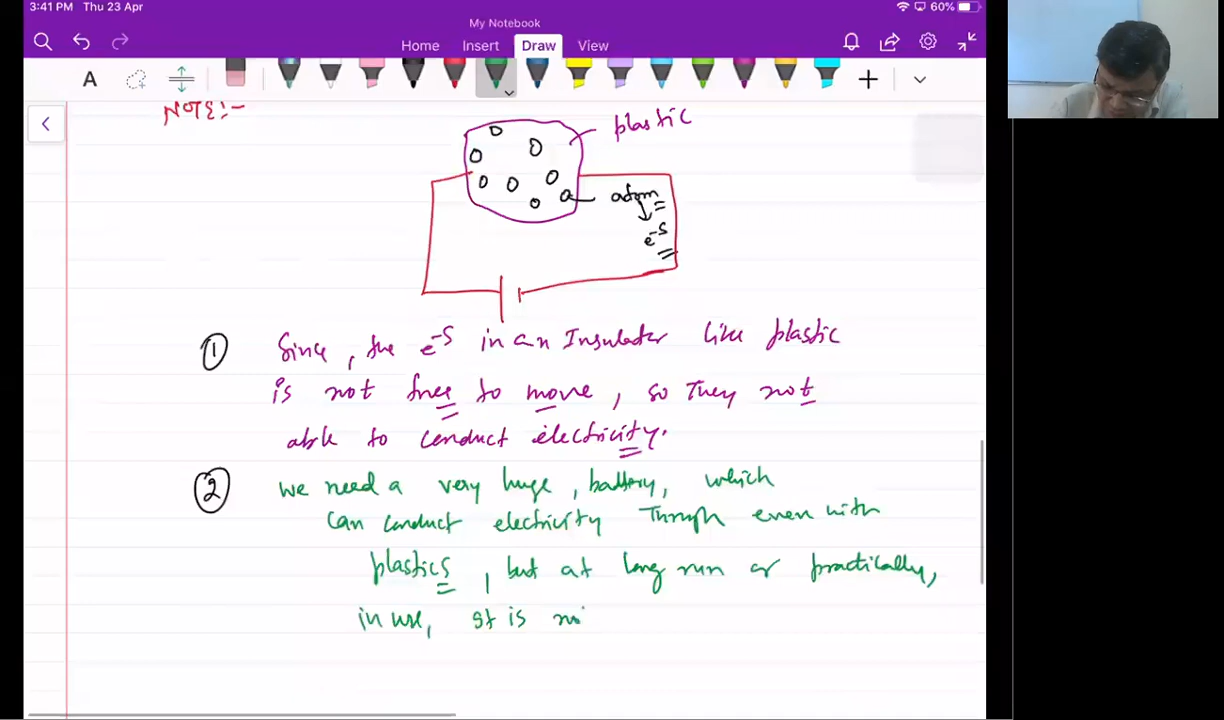 3:41 PM Thu 23 Apr
60%
My Notebook
Home Insert Draw View
A
NOTE:-
plastic
atom
e-s
① Since, the e-s in an Insulator like plastic
is not free to move, so they not
able to conduct electricity.
② we need a very huge, battery, which
can conduct electricity through even with
plastics, but at long run or practically,
in use, it is